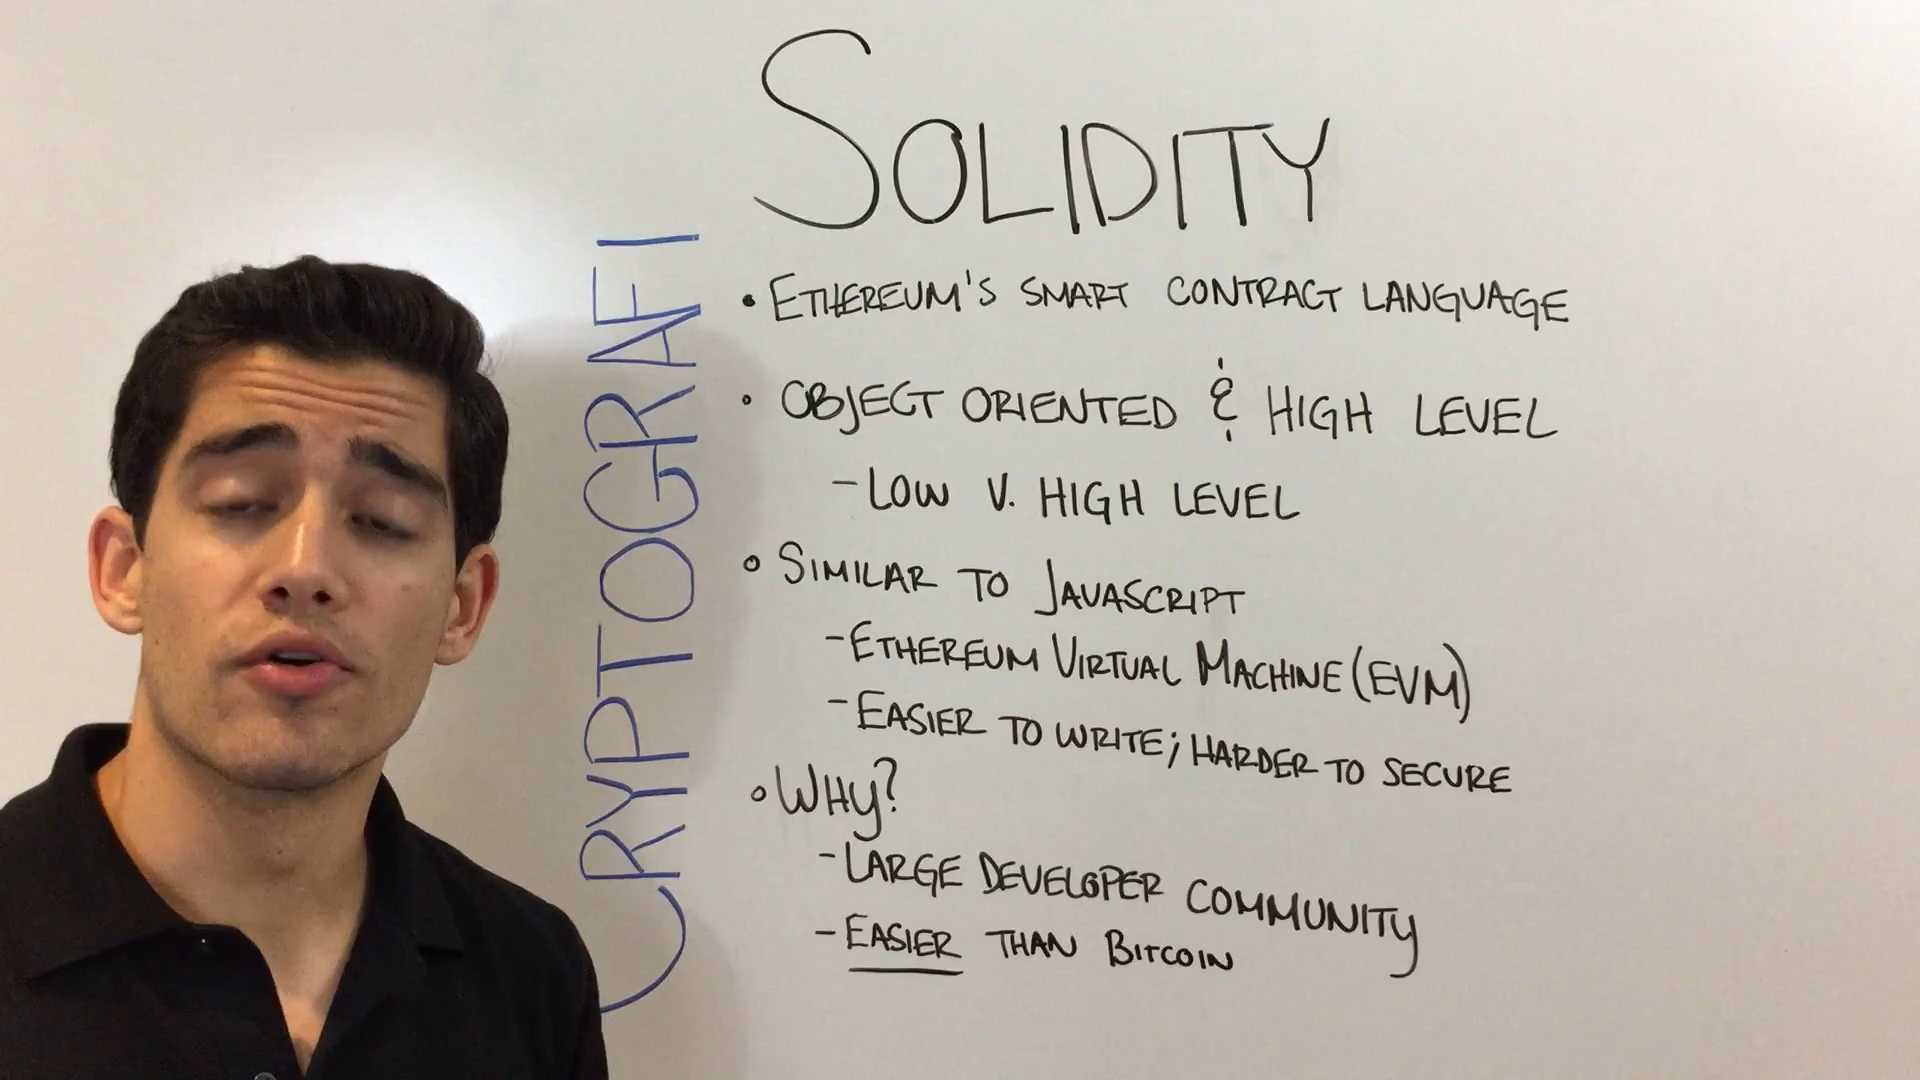 SOLIDITY
• ETHEREUM'S SMART CONTRACT LANGUAGE
• OBJECT ORIENTED & HIGH LEVEL
- LOW V. HIGH LEVEL
• SIMILAR TO JAVASCRIPT
- ETHEREUM VIRTUAL MACHINE (EVM)
- EASIER TO WRITE; HARDER TO SECURE
• WHY?
- LARGE DEVELOPER COMMUNITY
- EASIER THAN BITCOIN
CRYPTOGRAFI